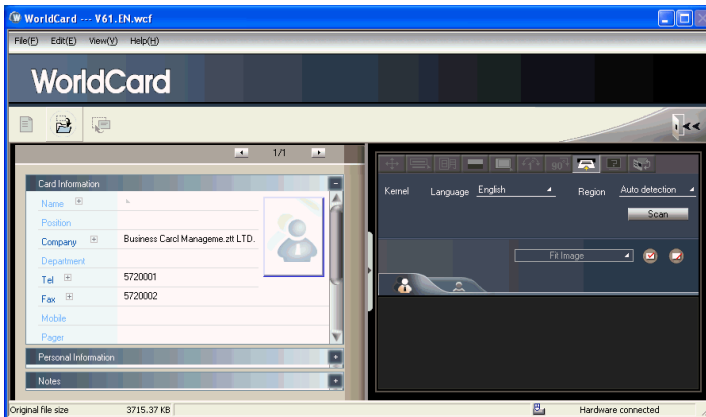 WorldCard --- V61.EN.wcf
File(F) Edit(E) View(V) Help(H)
WorldCard
1/1
Card Information
Name
Position
Company Business Carcl Manageme.ztt LTD.
Department
Tel 5720001
Fax 5720002
Mobile
Pager
Personal Information
Notes
90°
Kernel Language English Region Auto detection
Scan
Fit Image
Original file size 3715.37 KB Hardware connected